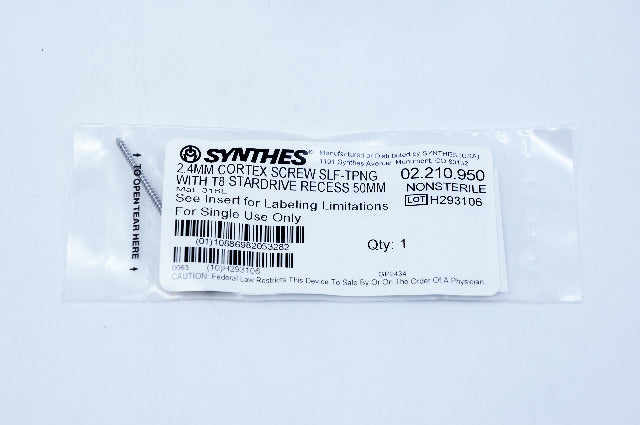 SYNTHES®
Manufactured or Distributed by SYNTHES (USA)
1101 Synthes Avenue, Monument, CO 80132
2.4MM CORTEX SCREW SLF-TPNG
WITH T8 STARDRIVE RECESS 50MM
02.210.950
NONSTERILE
LOT H293106
Mat. 316L
See Insert for Labeling Limitations
For Single Use Only
(01)10886982053282
Qty: 1
(10)H293106
GP2434
CAUTION: Federal Law Restricts This Device To Sale By Or On The Order Of A Physician
↑ TO OPEN TEAR HERE ↑